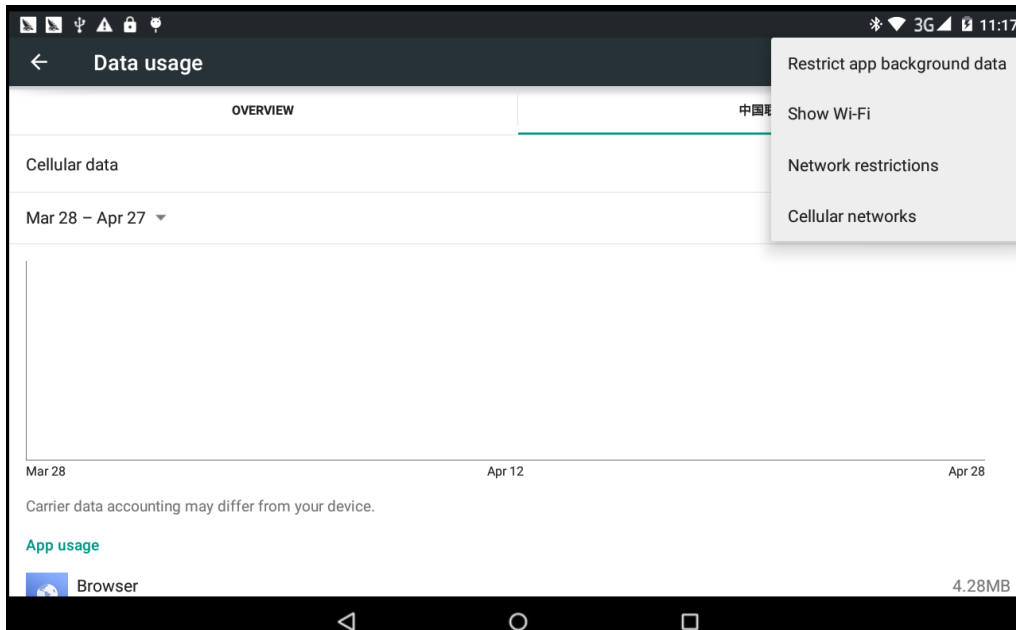 3G 11:17
Data usage
Restrict app background data
Show Wi-Fi
Network restrictions
Cellular networks
OVERVIEW
中国联
Cellular data
Mar 28 – Apr 27
Mar 28
Apr 12
Apr 28
Carrier data accounting may differ from your device.
App usage
Browser
4.28MB